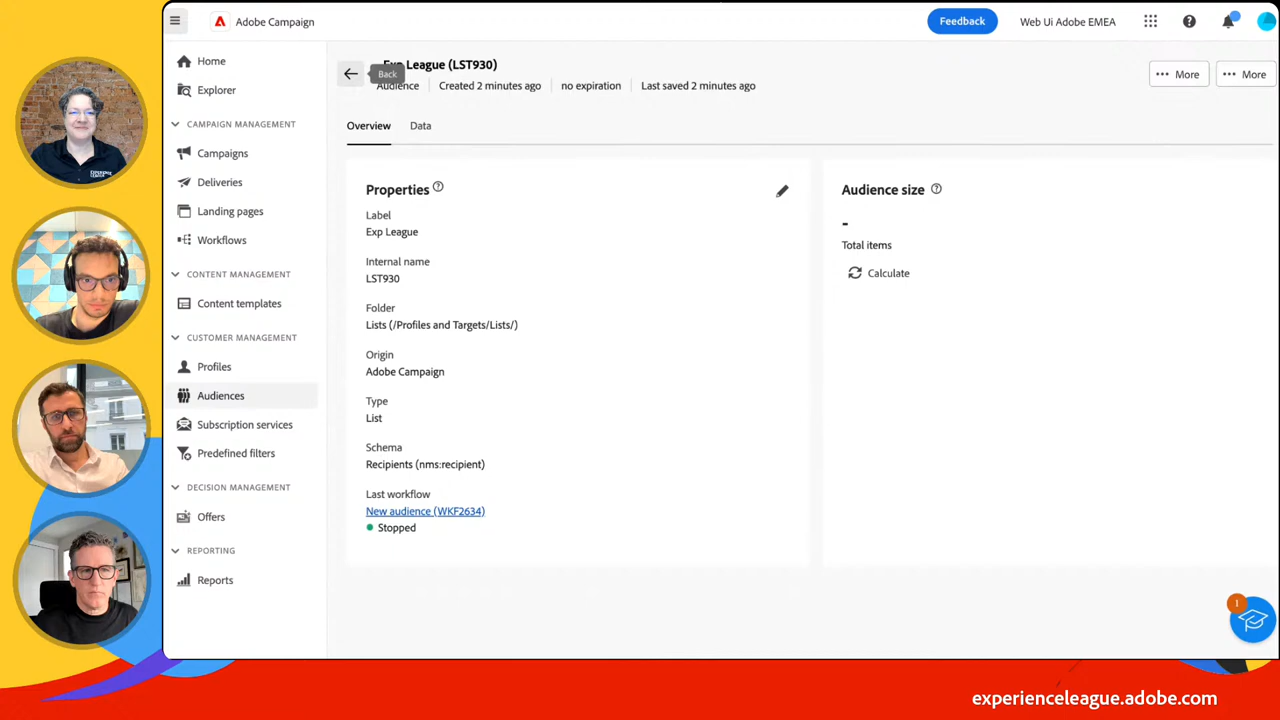 Adobe Campaign
Feedback
Web Ui Adobe EMEA
Home
Explorer
CAMPAIGN MANAGEMENT
Campaigns
Deliveries
Landing pages
Workflows
CONTENT MANAGEMENT
Content templates
CUSTOMER MANAGEMENT
Profiles
Audiences
Subscription services
Predefined filters
DECISION MANAGEMENT
Offers
REPORTING
Reports
Back
Exp League (LST930)
Audience
Created 2 minutes ago
no expiration
Last saved 2 minutes ago
More
More
Overview
Data
Properties
Label
Exp League
Internal name
LST930
Folder
Lists (/Profiles and Targets/Lists/)
Origin
Adobe Campaign
Type
List
Schema
Recipients (nms:recipient)
Last workflow
New audience (WKF2634)
Stopped
Audience size
-
Total items
Calculate
1
experienceleague.adobe.com